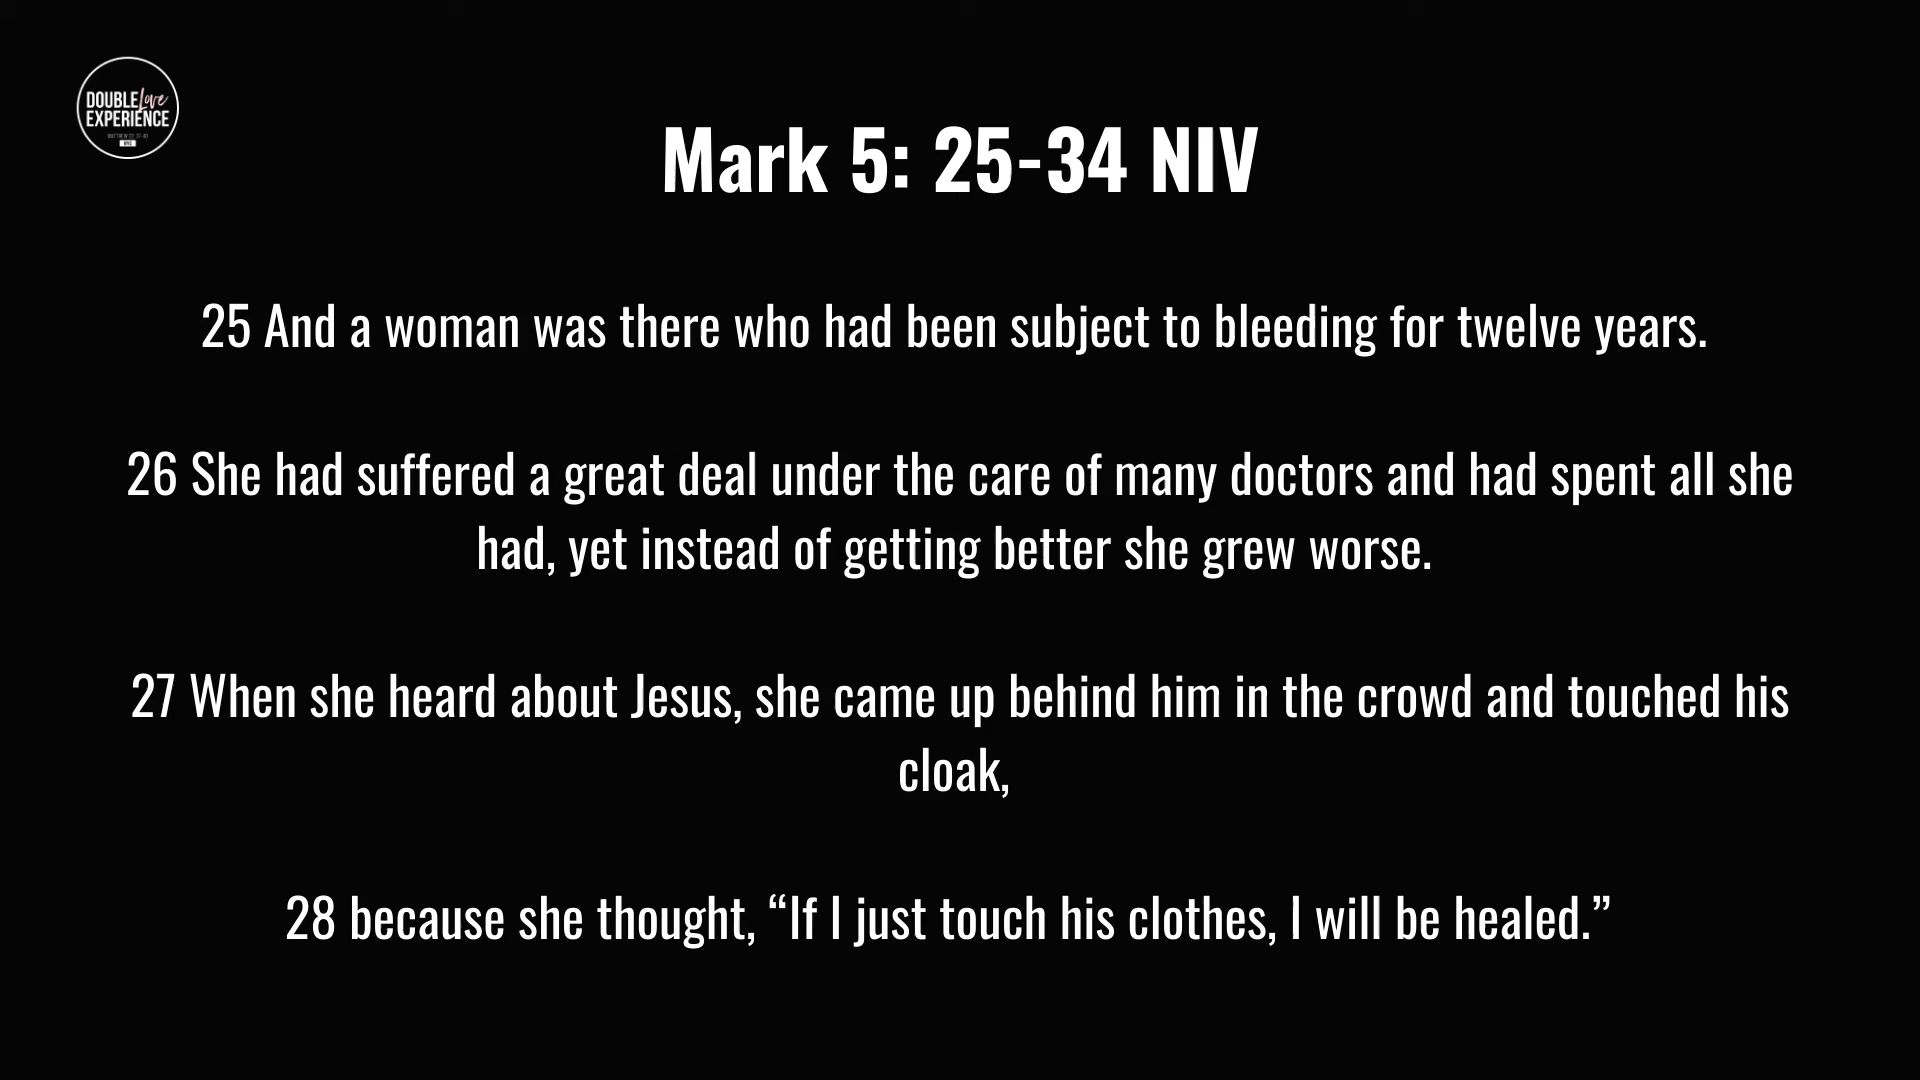 DOUBLE Love
EXPERIENCE
Mark 5: 25-34 NIV
25 And a woman was there who had been subject to bleeding for twelve years.
26 She had suffered a great deal under the care of many doctors and had spent all she
had, yet instead of getting better she grew worse.
27 When she heard about Jesus, she came up behind him in the crowd and touched his
cloak,
28 because she thought, “If I just touch his clothes, I will be healed.”